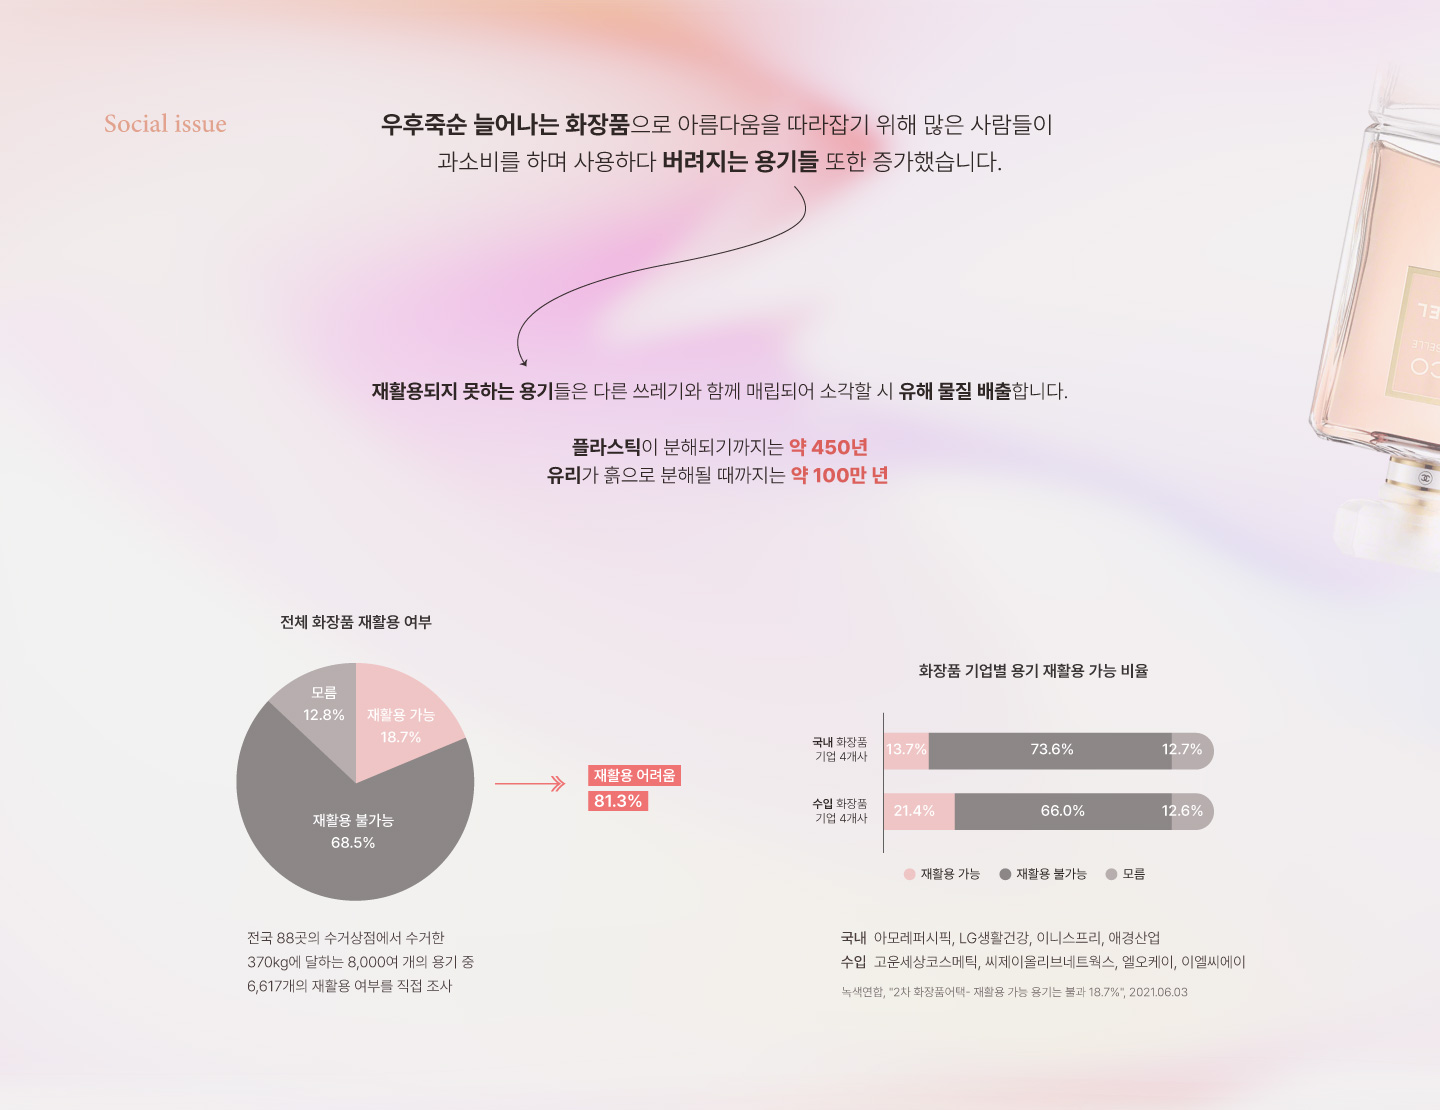 Social issue
우후죽순 늘어나는 화장품으로 아름다움을 따라잡기 위해 많은 사람들이
과소비를 하며 사용하다 버려지는 용기들 또한 증가했습니다.
재활용되지 못하는 용기들은 다른 쓰레기와 함께 매립되어 소각할 시 유해 물질 배출합니다.
플라스틱이 분해되기까지는 약 450년
유리가 흙으로 분해될 때까지는 약 100만 년
전체 화장품 재활용 여부
모름
12.8%
재활용 가능
18.7%
재활용 불가능
68.5%
재활용 어려움
81.3%
전국 88곳의 수거상점에서 수거한
370kg에 달하는 8,000여 개의 용기 중
6,617개의 재활용 여부를 직접 조사
화장품 기업별 용기 재활용 가능 비율
국내 화장품
기업 4개사
13.7% 73.6% 12.7%
수입 화장품
기업 4개사
21.4% 66.0% 12.6%
재활용 가능 재활용 불가능 모름
국내 아모레퍼시픽, LG생활건강, 이니스프리, 애경산업
수입 고운세상코스메틱, 씨제이올리브네트웍스, 엘오케이, 이엘씨에이
녹색연합, "2차 화장품어택- 재활용 가능 용기는 불과 18.7%", 2021.06.03